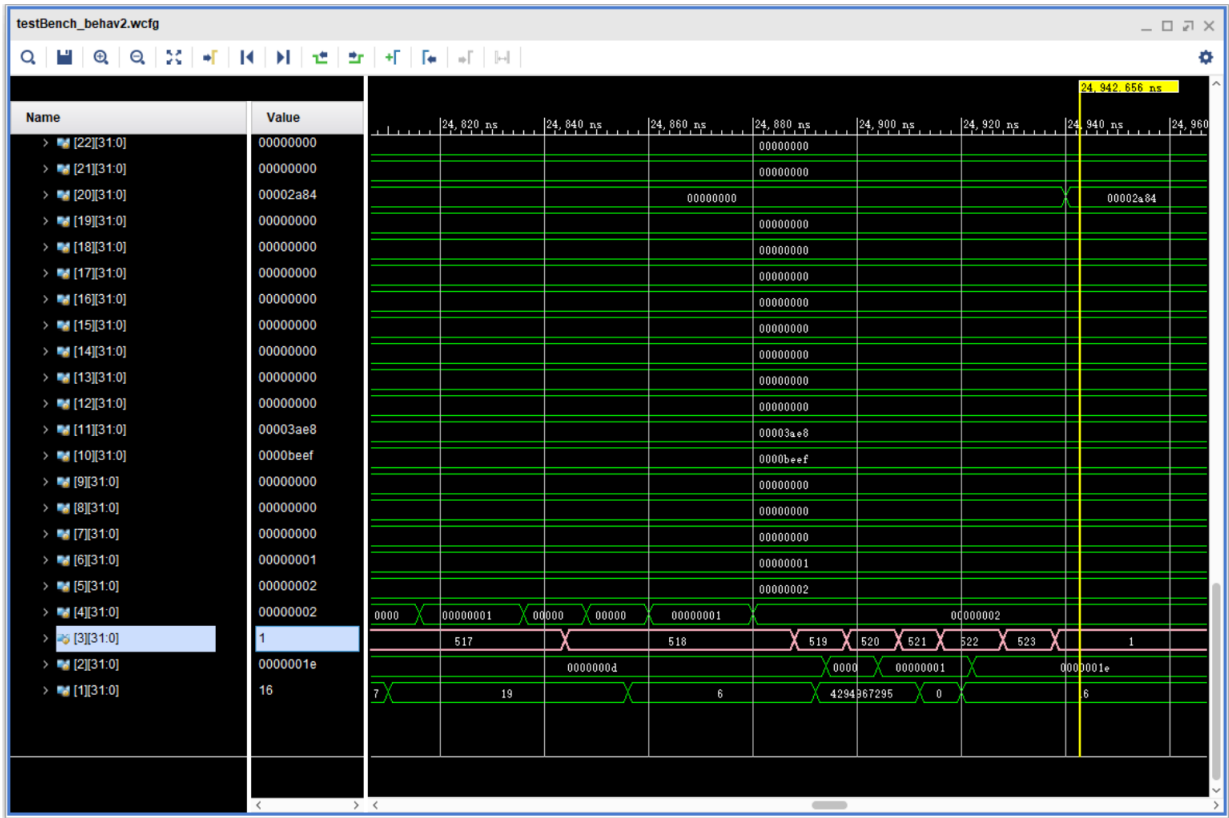 testBench_behav2.wcfg
24,942.656 ns
Name Value
24,820 ns 24,840 ns 24,860 ns 24,880 ns 24,900 ns 24,920 ns 24,940 ns 24,960
[22][31:0] 00000000 00000000
[21][31:0] 00000000 00000000
[20][31:0] 00002a84 00000000 00002a84
[19][31:0] 00000000 00000000
[18][31:0] 00000000 00000000
[17][31:0] 00000000 00000000
[16][31:0] 00000000 00000000
[15][31:0] 00000000 00000000
[14][31:0] 00000000 00000000
[13][31:0] 00000000 00000000
[12][31:0] 00000000 00000000
[11][31:0] 00003ae8 00003ae8
[10][31:0] 0000beef 0000beef
[9][31:0] 00000000 00000000
[8][31:0] 00000000 00000000
[7][31:0] 00000000 00000000
[6][31:0] 00000001 00000001
[5][31:0] 00000002 00000002
[4][31:0] 00000002 0000 00000001 00000 00000 00000001 00000002
[3][31:0] 1 517 518 519 520 521 522 523 1
[2][31:0] 0000001e 0000000d 0000 00000001 0000001e
[1][31:0] 16 7 19 6 4294967295 0 16